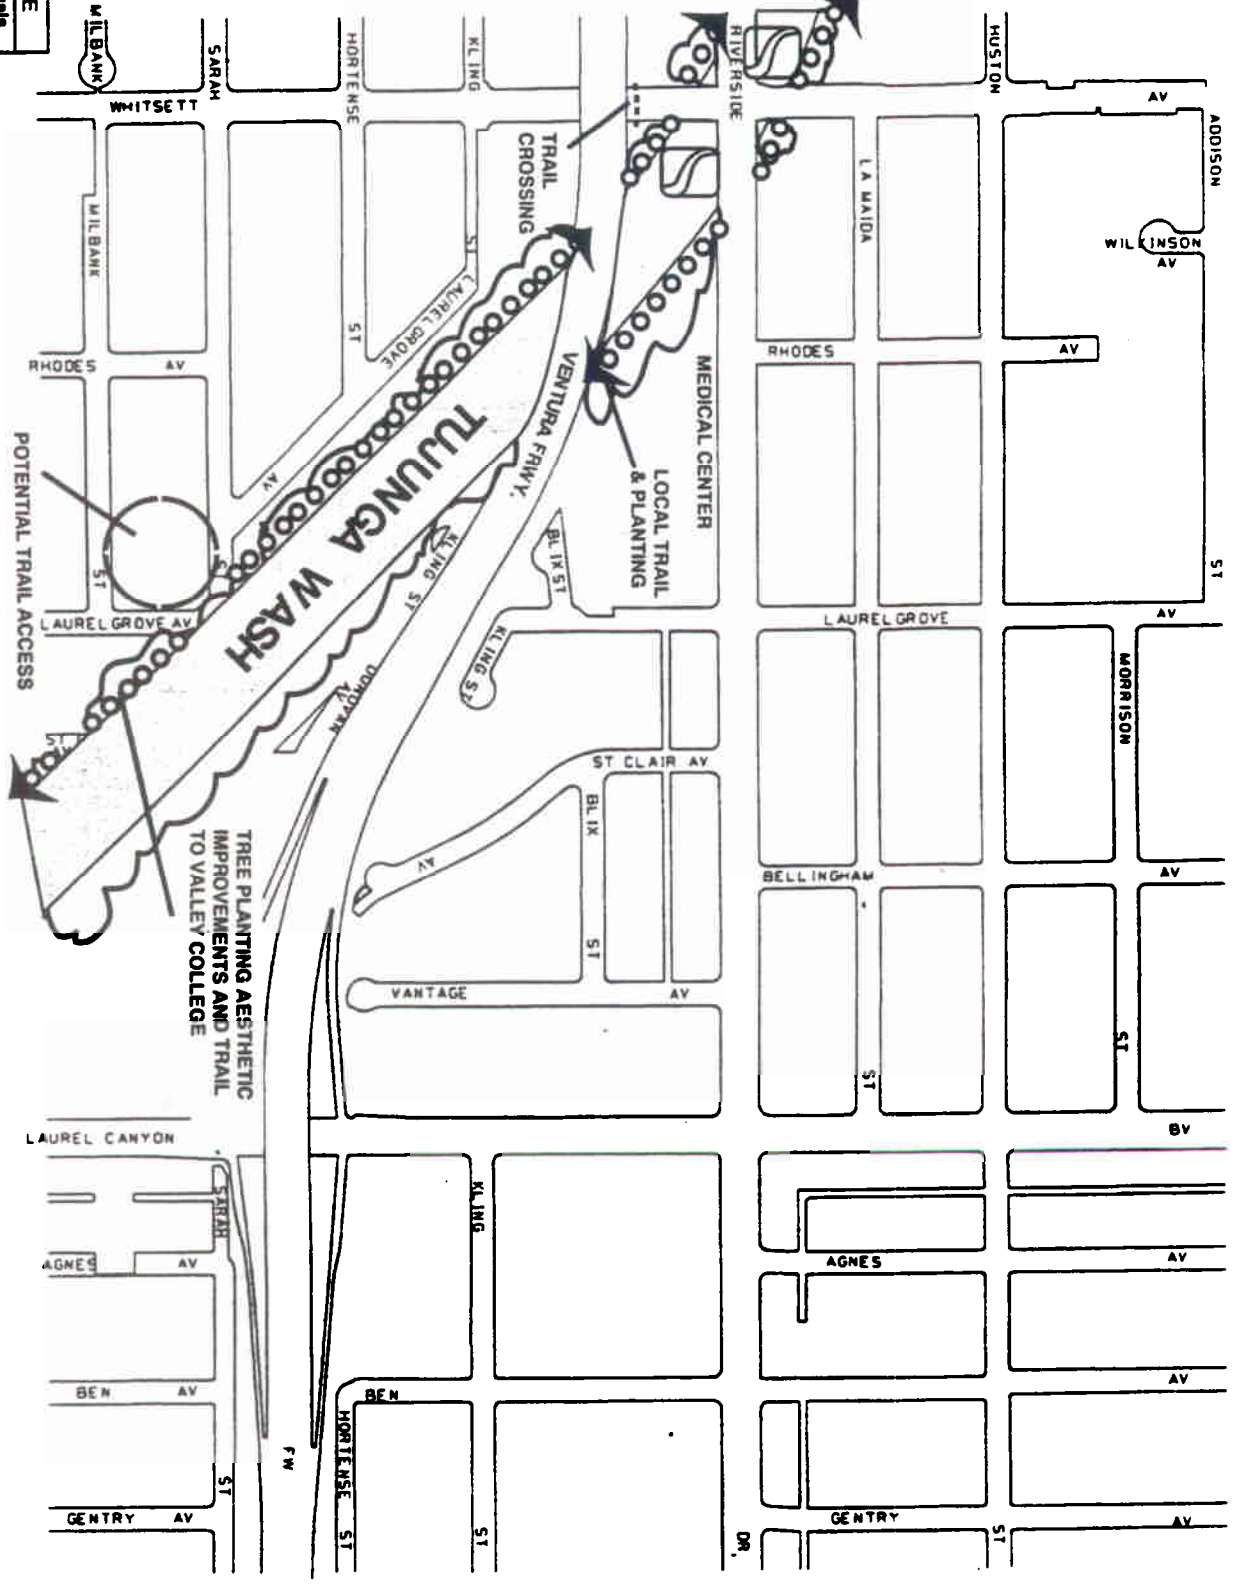 MILBANK
SARAH
HORTENSE
KLING
RIVERSIDE
HUSTON
WHITSETT
AV
ADDISON
TRAIL
CROSSING
LA MAIDA
MILBANK
ST
WILKINSON
AV
LAUREL GROVE
ST
RHODES
AV
RHODES
AV
VENTURA FRWY.
MEDICAL CENTER
TUJUNGA WASH
LOCAL TRAIL
& PLANTING
AV
POTENTIAL TRAIL ACCESS
KLING ST
BLIX ST
ST
ST
LAUREL GROVE AV
LAUREL GROVE
AV
KLING ST
DONOVAN
AV
MORRISON
ST
ST CLAIR AV
BLIX
AV
BELLINGHAM
AV
TREE PLANTING AESTHETIC
IMPROVEMENTS AND TRAIL
TO VALLEY COLLEGE
ST
VANTAGE
AV
ST
ST
LAUREL CANYON
BV
SARAH
KLING
AGNES
AV
AGNES
AV
BEN
AV
BEN
AV
HORTENSE
FW
ST
GENTRY
AV
ST
ST
DR.
GENTRY
ST
AV